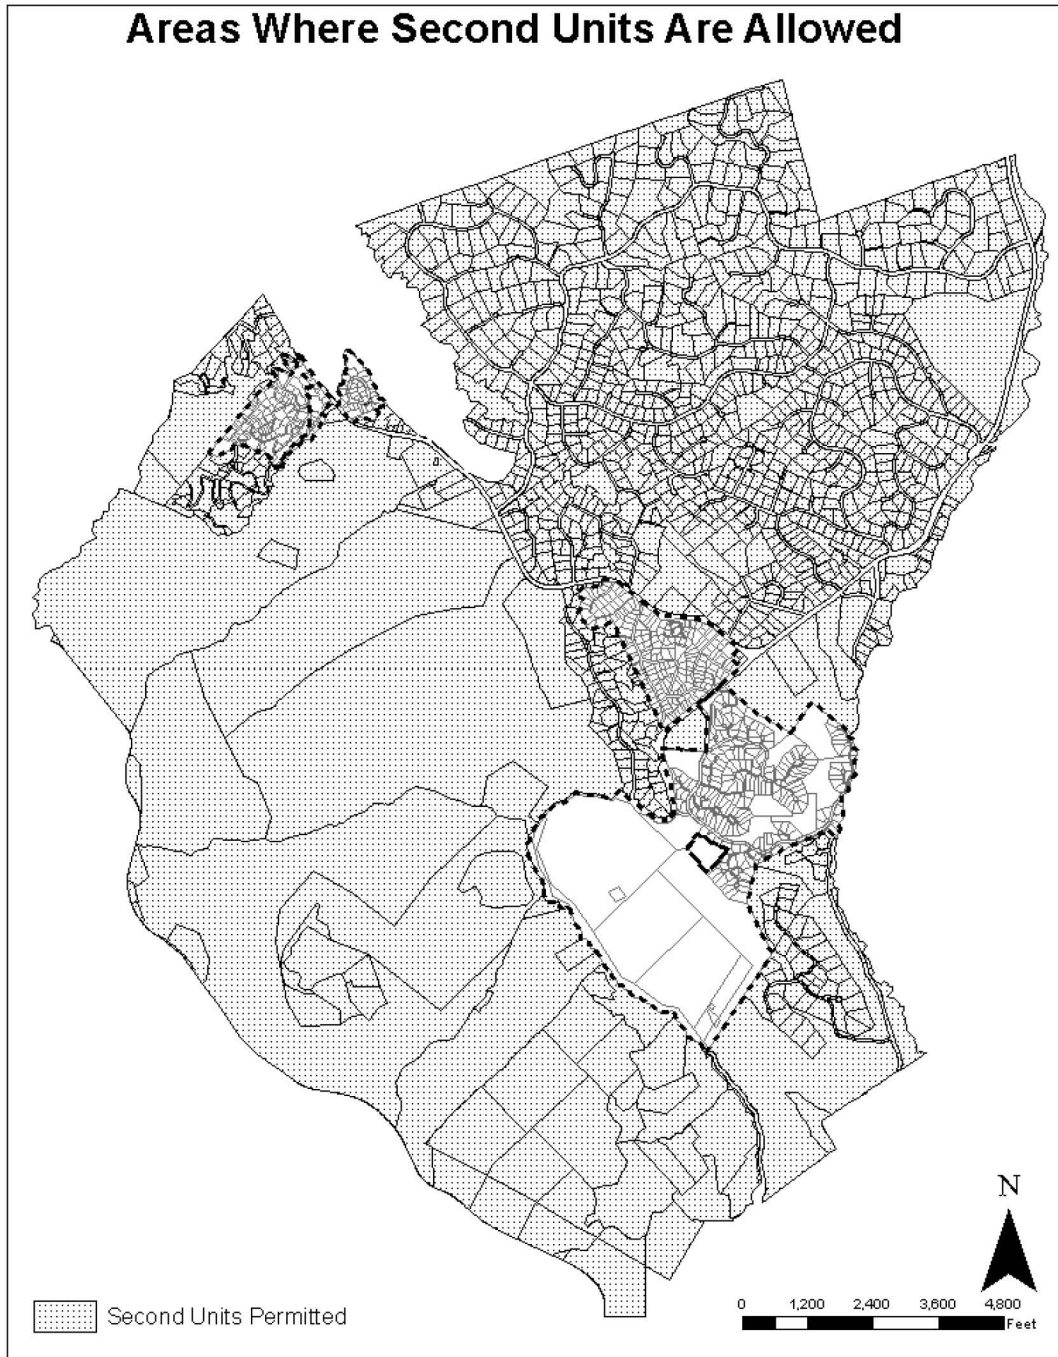 Areas Where Second Units Are Allowed
N
Second Units Permitted
0 1,200 2,400 3,600 4,800
Feet